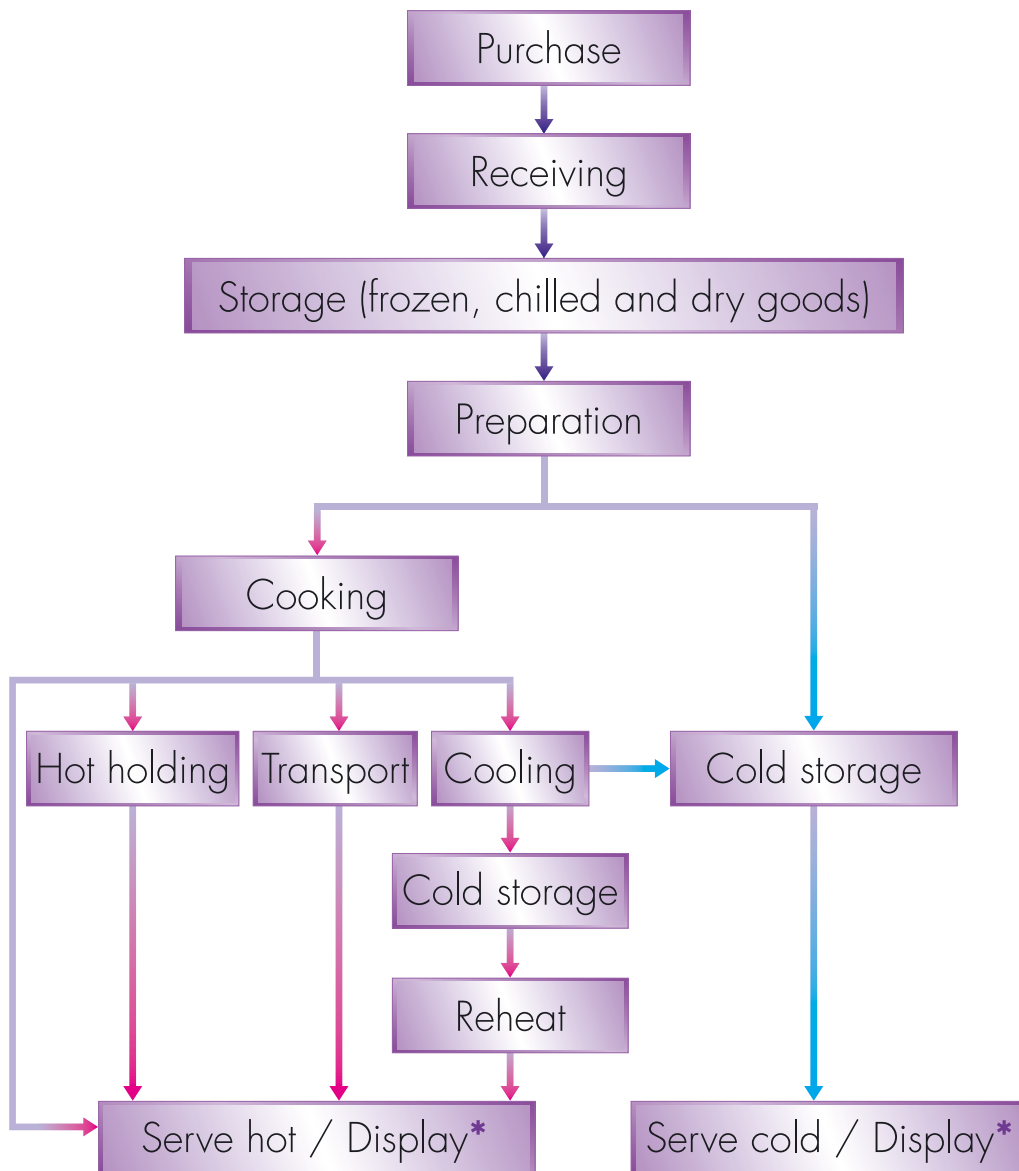 Purchase
Receiving
Storage (frozen, chilled and dry goods)
Preparation
Cooking
Hot holding
Transport
Cooling
Cold storage
Cold storage
Reheat
Serve hot / Display*
Serve cold / Display*